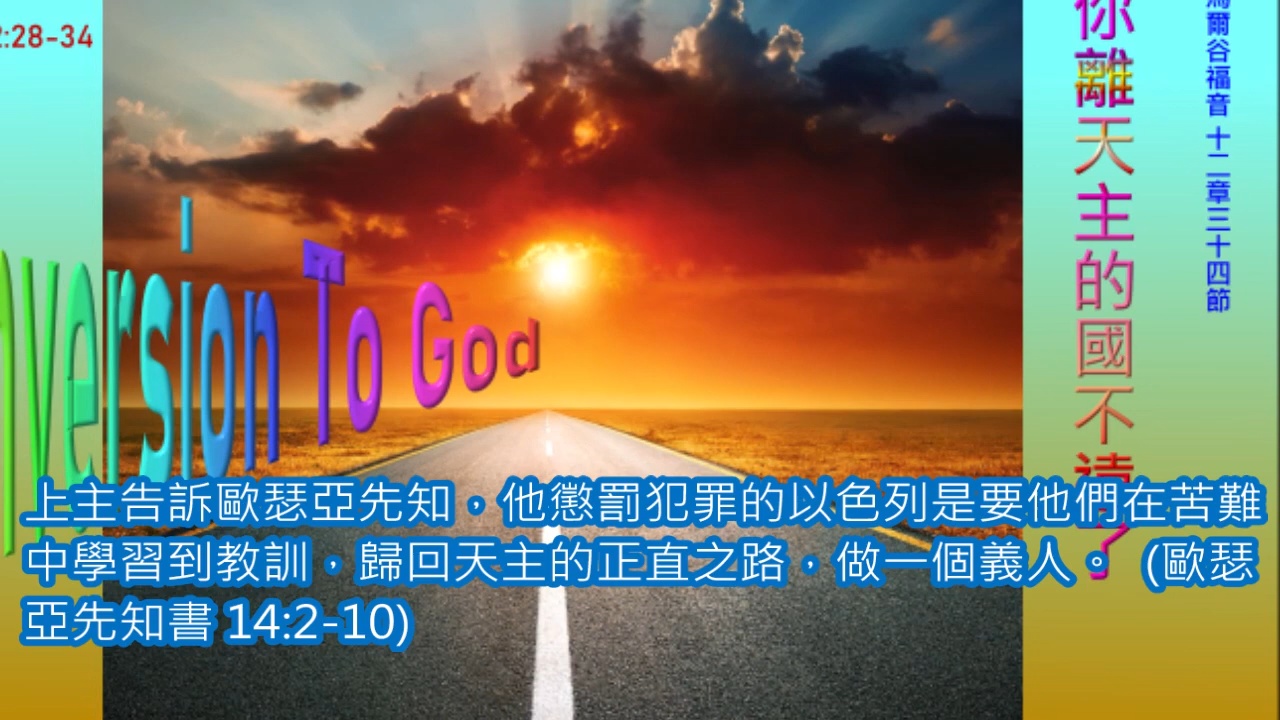 2:28-34
nversion To God
你離天主的國不遠?
馬爾谷福音 十二章三十四節
上主告訴歐瑟亞先知，他懲罰犯罪的以色列是要他們在苦難
中學習到教訓，歸回天主的正直之路，做一個義人。 (歐瑟
亞先知書 14:2-10)